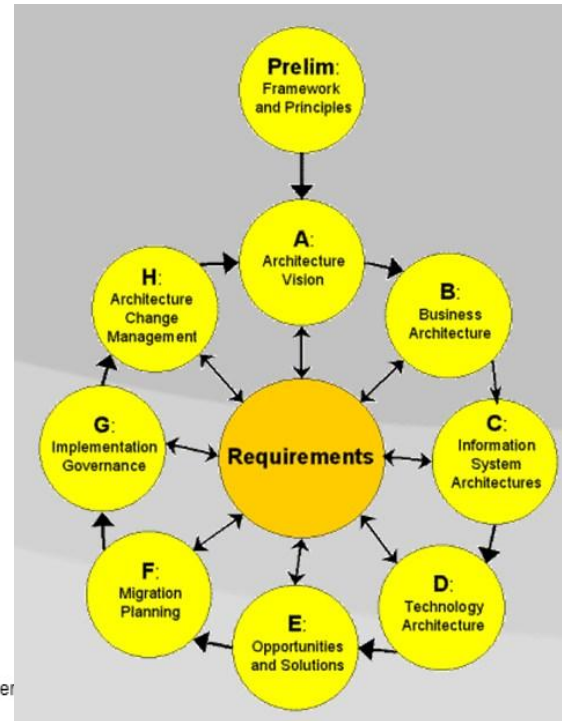 Prelim:
Framework
and Principles
A:
Architecture
Vision
H:
Architecture
Change
Management
B:
Business
Architecture
G:
Implementation
Governance
Requirements
C:
Information
System
Architectures
F:
Migration
Planning
D:
Technology
Architecture
E:
Opportunities
and Solutions
er